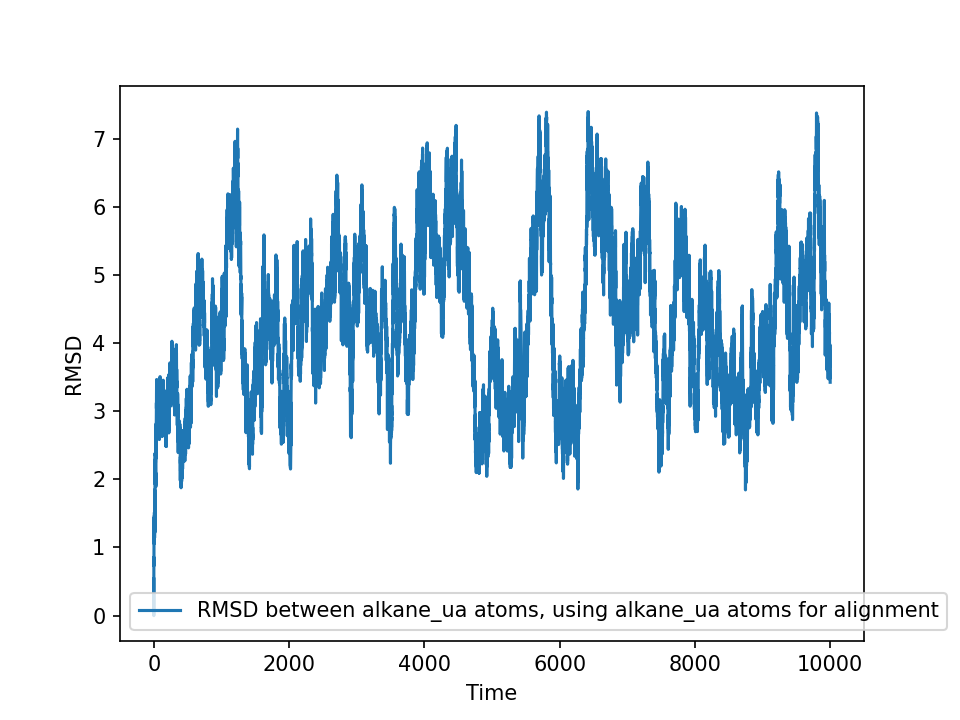 7
6
5
4
3
2
1
0
RMSD
RMSD between alkane_ua atoms, using alkane_ua atoms for alignment
0 2000 4000 6000 8000 10000
Time